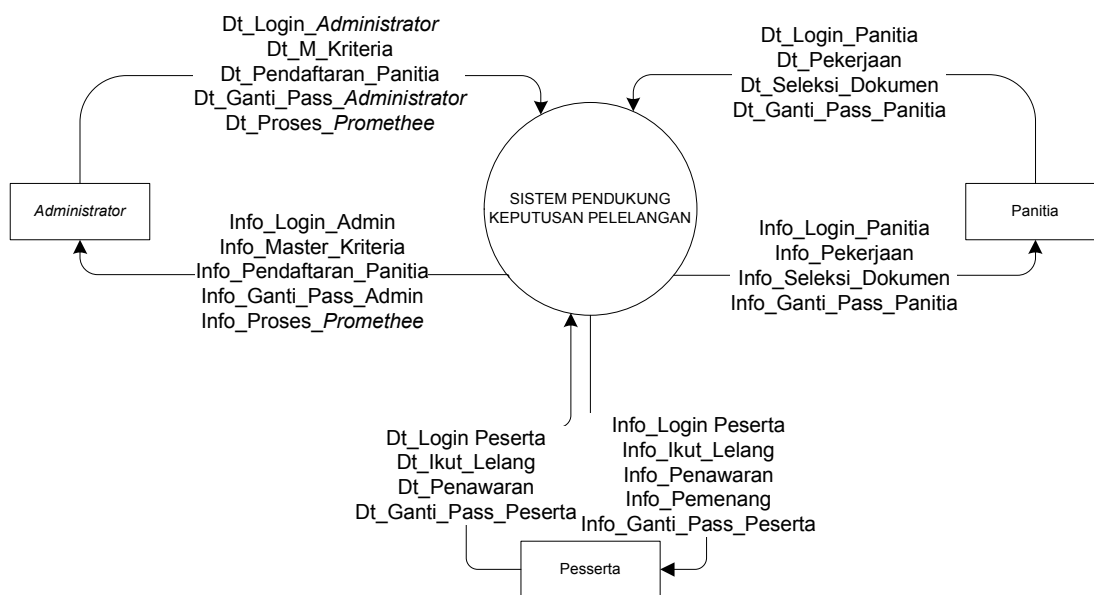 Dt_Login_Administrator
Dt_M_Kriteria
Dt_Pendaftaran_Panitia
Dt_Ganti_Pass_Administrator
Dt_Proses_Promethee
Dt_Login_Panitia
Dt_Pekerjaan
Dt_Seleksi_Dokumen
Dt_Ganti_Pass_Panitia
Administrator
SISTEM PENDUKUNG
KEPUTUSAN PELELANGAN
Panitia
Info_Login_Admin
Info_Master_Kriteria
Info_Pendaftaran_Panitia
Info_Ganti_Pass_Admin
Info_Proses_Promethee
Info_Login_Panitia
Info_Pekerjaan
Info_Seleksi_Dokumen
Info_Ganti_Pass_Panitia
Dt_Login Peserta
Dt_Ikut_Lelang
Dt_Penawaran
Dt_Ganti_Pass_Peserta
Info_Login Peserta
Info_Ikut_Lelang
Info_Penawaran
Info_Pemenang
Info_Ganti_Pass_Peserta
Pesserta